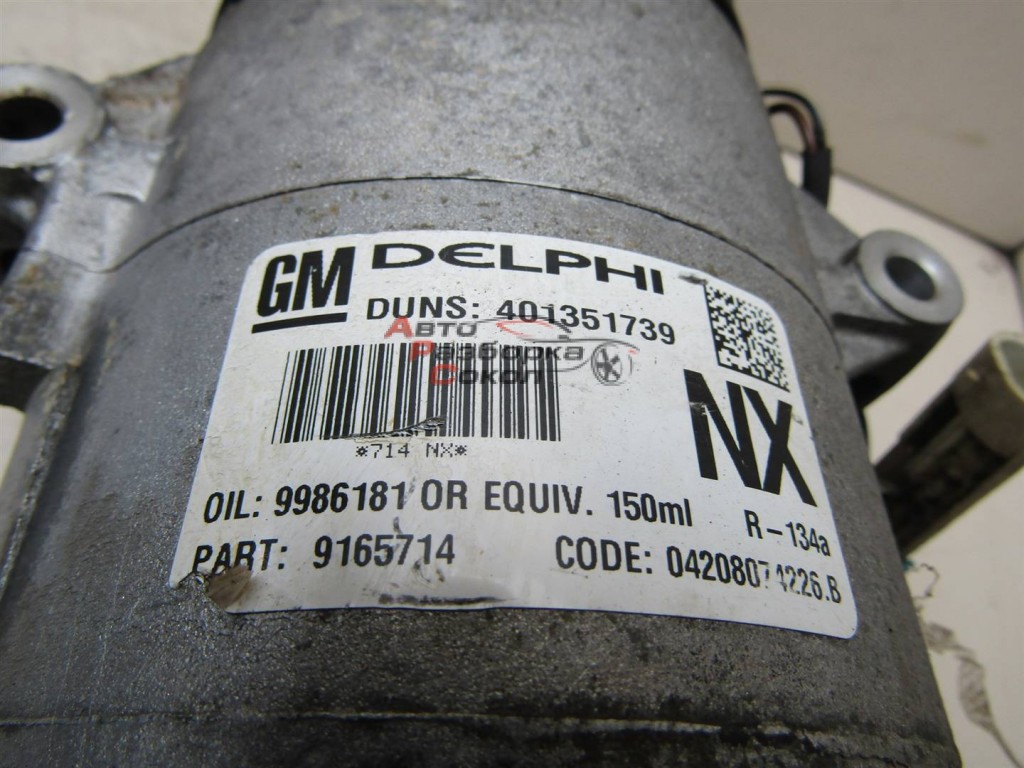 GM DELPHI
DUNS: 401351739
Авто
Разборка
Сокол
*714 NX*
NX
OIL: 9986181 OR EQUIV. 150ml R-134a
PART: 9165714 CODE: 04208074226.B